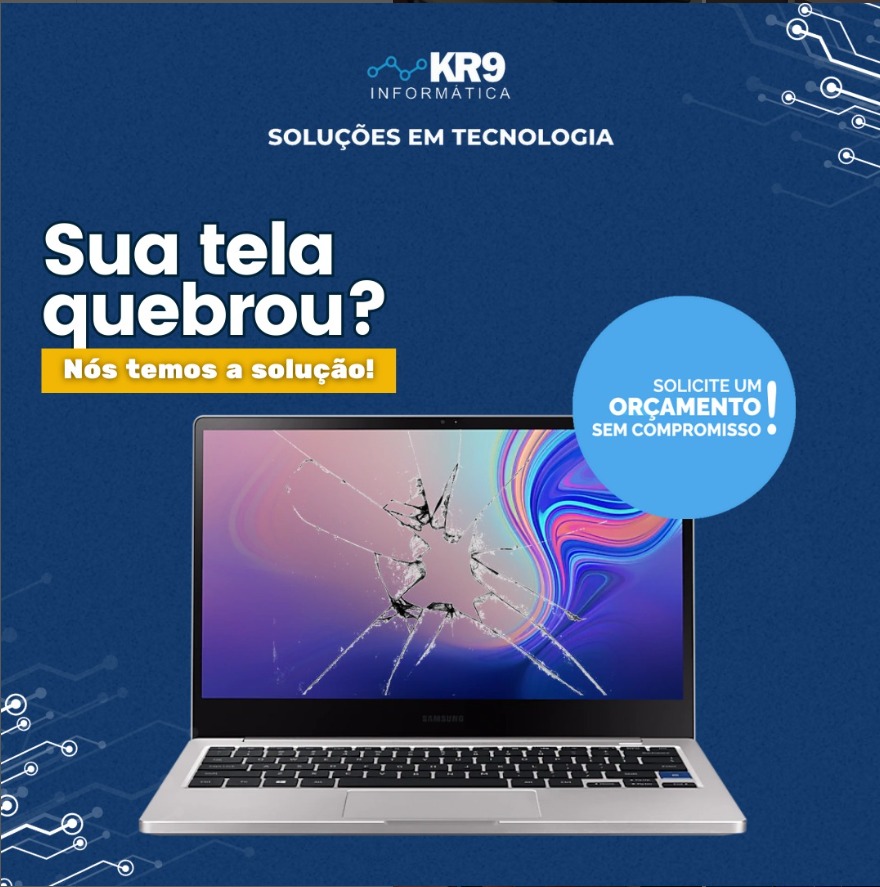 KR9
INFORMÁTICA
SOLUÇÕES EM TECNOLOGIA
Sua tela
quebrou?
Nós temos a solução!
SOLICITE UM
ORÇAMENTO
SEM COMPROMISSO!
SAMSUNG